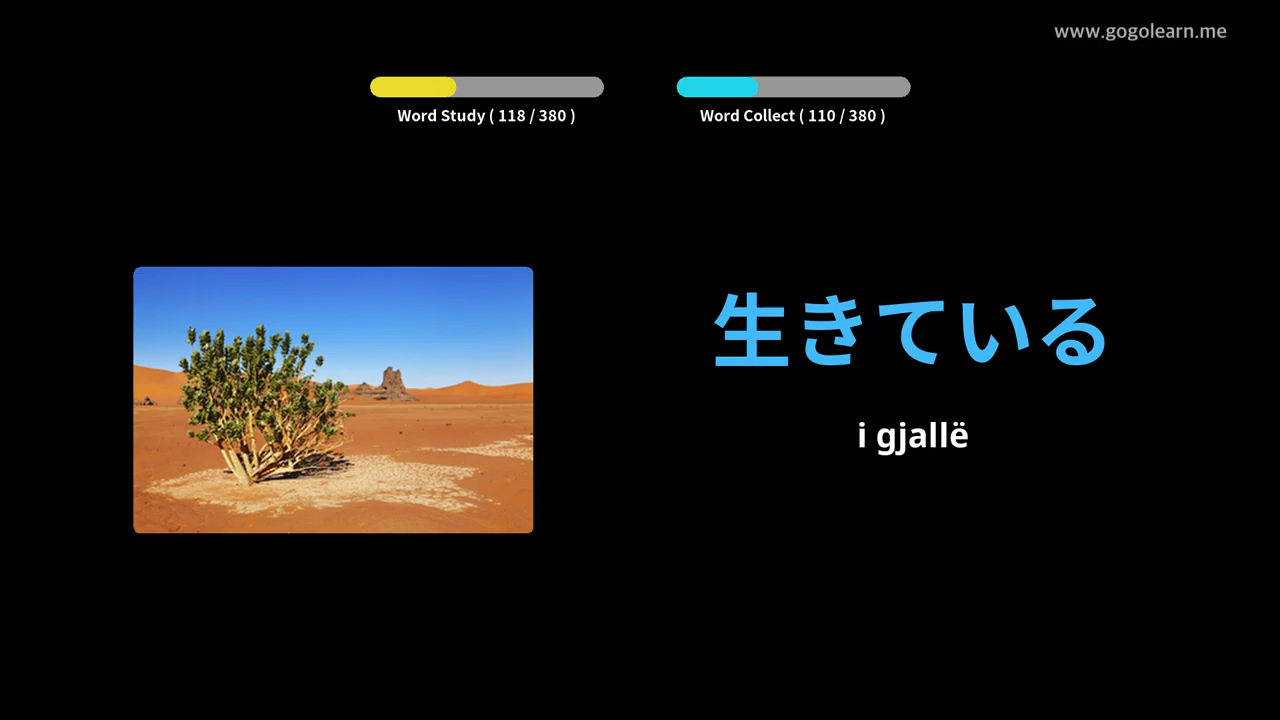 www.gogolearn.me
Word Study ( 118 / 380 )
Word Collect ( 110 / 380 )
生きている
i gjallë